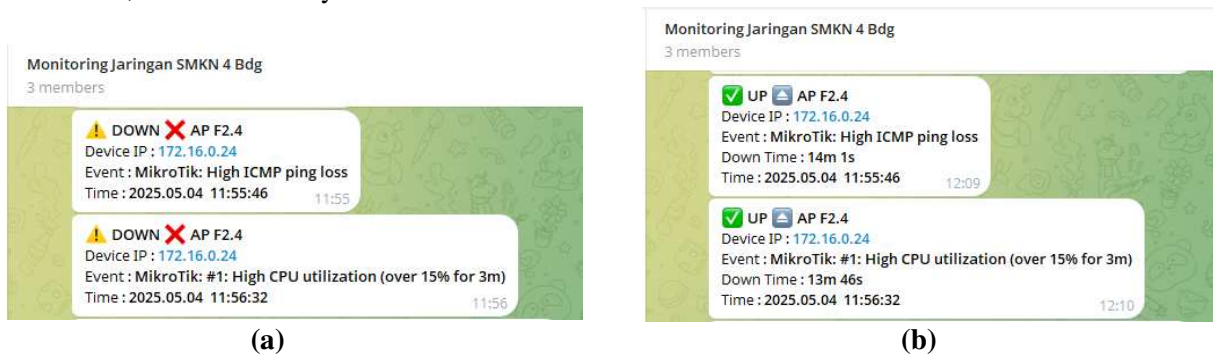 Monitoring Jaringan SMKN 4 Bdg
3 members
⚠️ DOWN ❌ AP F2.4
Device IP : 172.16.0.24
Event : MikroTik: High ICMP ping loss
Time : 2025.05.04 11:55:46
11:55
⚠️ DOWN ❌ AP F2.4
Device IP : 172.16.0.24
Event : MikroTik: #1: High CPU utilization (over 15% for 3m)
Time : 2025.05.04 11:56:32
11:56
(a)
Monitoring Jaringan SMKN 4 Bdg
3 members
✅ UP ⏏️ AP F2.4
Device IP : 172.16.0.24
Event : MikroTik: High ICMP ping loss
Down Time : 14m 1s
Time : 2025.05.04 11:55:46
12:09
✅ UP ⏏️ AP F2.4
Device IP : 172.16.0.24
Event : MikroTik: #1: High CPU utilization (over 15% for 3m)
Down Time : 13m 46s
Time : 2025.05.04 11:56:32
12:10
(b)